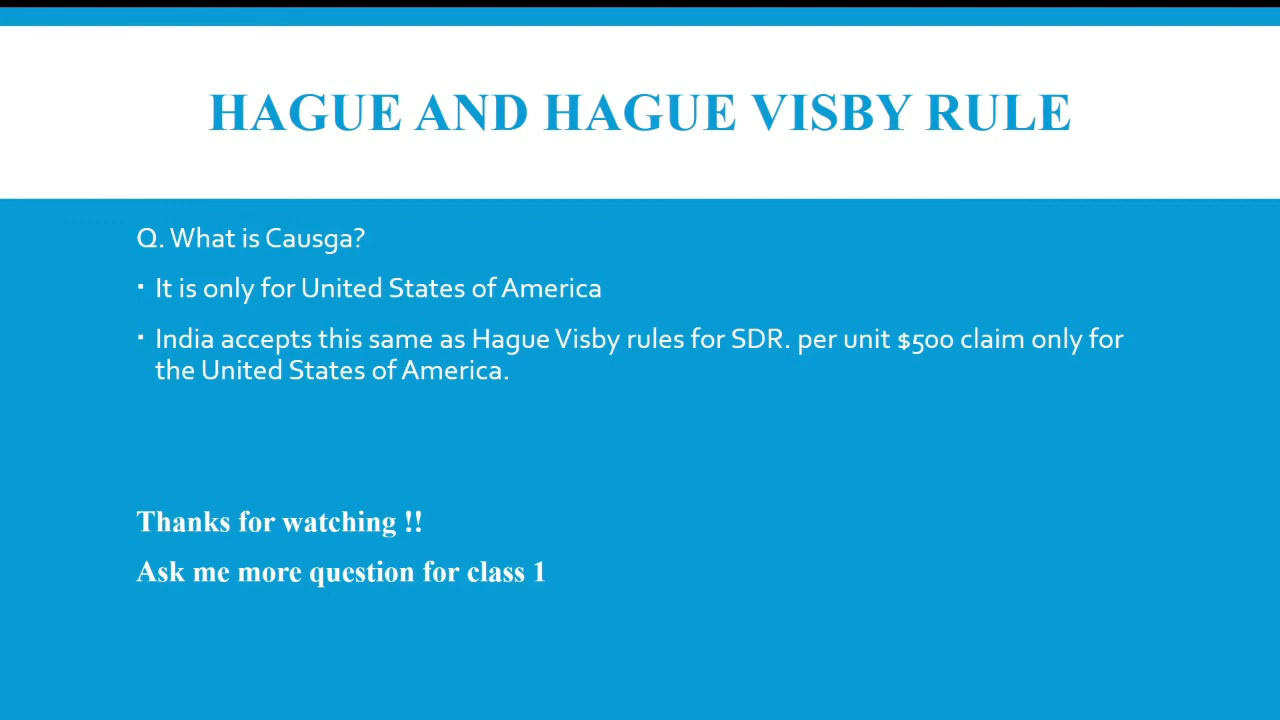 HAGUE AND HAGUE VISBY RULE
Q. What is Causga?
▪ It is only for United States of America
▪ India accepts this same as Hague Visby rules for SDR. per unit $500 claim only for
the United States of America.
Thanks for watching !!
Ask me more question for class 1